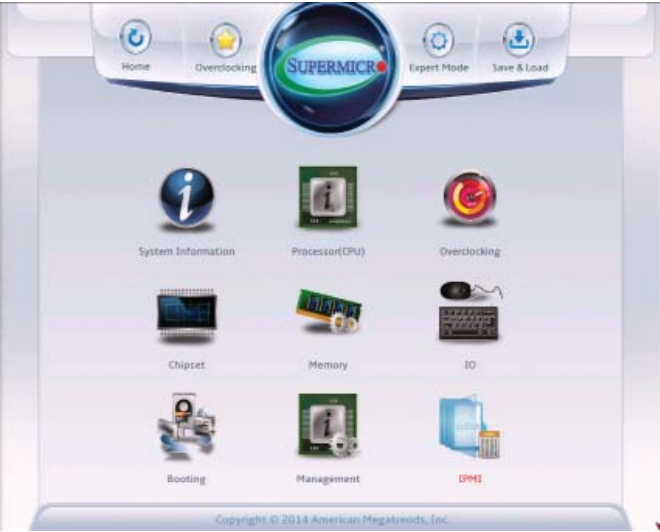 Home
Overclocking
SUPERMICRO
Expert Mode
Save & Load
System Information
Processor(CPU)
Overclocking
Chipset
Memory
IO
Booting
Management
IPMI
Copyright © 2014 American Megatrends, Inc.